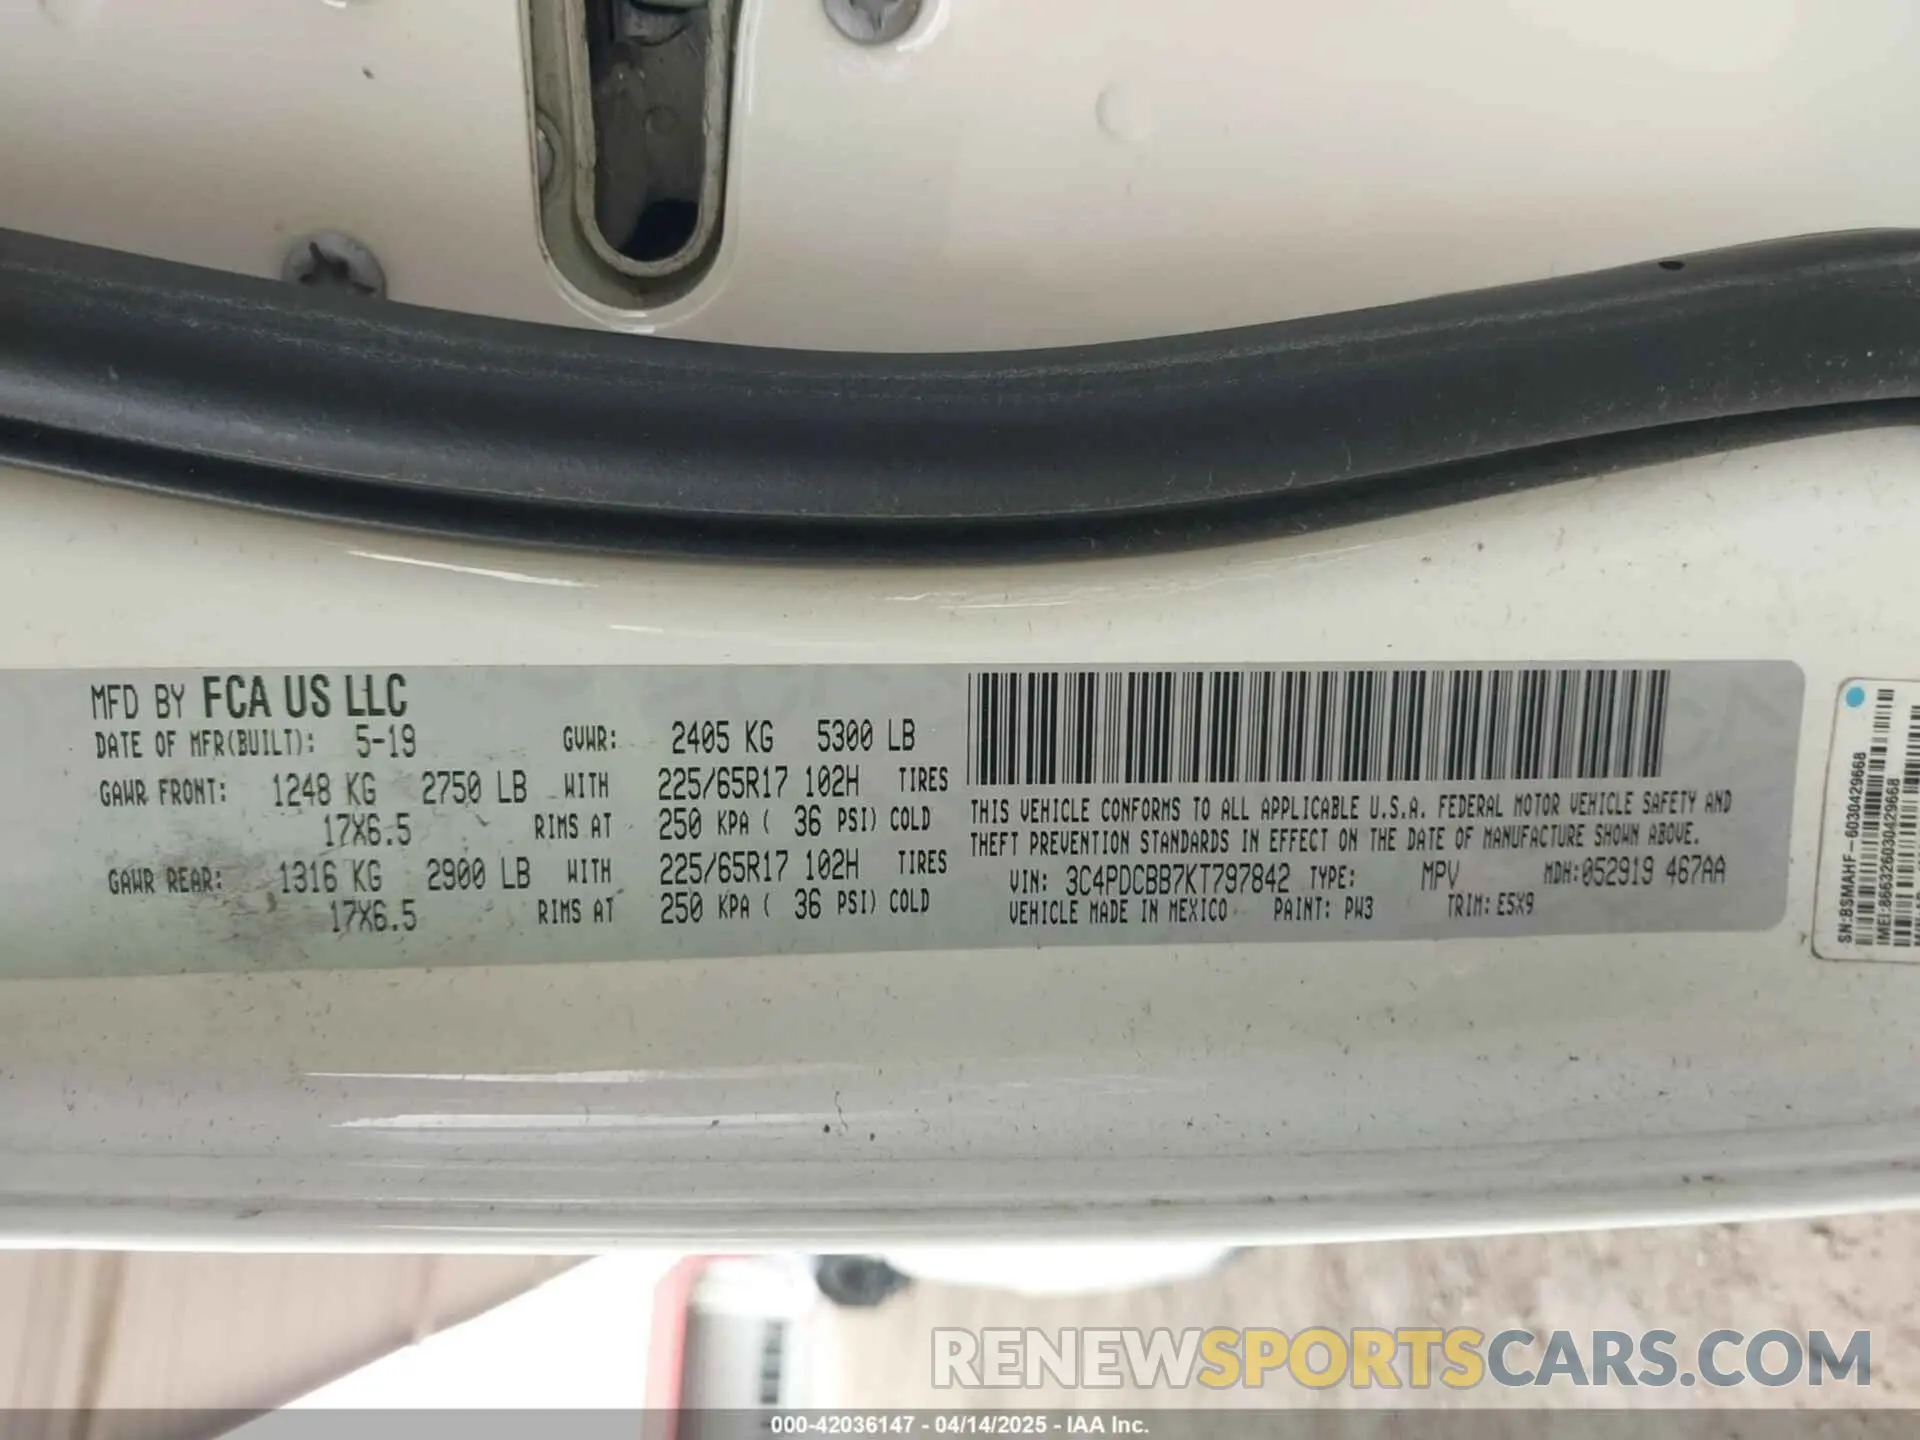 MFD BY FCA US LLC
DATE OF MFR(BUILT): 5-19 GVWR: 2405 KG 5300 LB
GAWR FRONT: 1248 KG 2750 LB WITH 225/65R17 102H TIRES
17X6.5 RIMS AT 250 KPA ( 36 PSI) COLD
GAWR REAR: 1316 KG 2900 LB WITH 225/65R17 102H TIRES
17X6.5 RIMS AT 250 KPA ( 36 PSI) COLD
THIS VEHICLE CONFORMS TO ALL APPLICABLE U.S.A. FEDERAL MOTOR VEHICLE SAFETY AND
THEFT PREVENTION STANDARDS IN EFFECT ON THE DATE OF MANUFACTURE SHOWN ABOVE.
VIN: 3C4PDCBB7KT797842 TYPE: MPV MDH:052919 467AA
VEHICLE MADE IN MEXICO PAINT: PW3 TRIM: E5X9
SN:BSMAHF-6030429668
IMEI:866326030429668
RENEWSPORTSCARS.COM
000-42036147 - 04/14/2025 - IAA Inc.